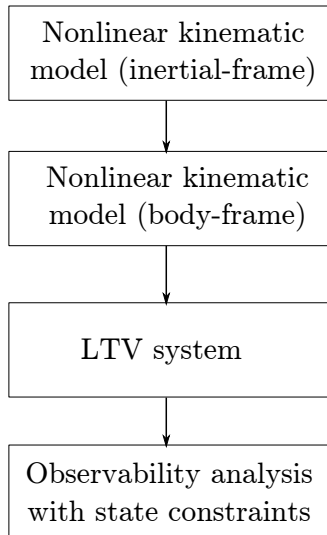 Nonlinear kinematic
model (inertial-frame)
Nonlinear kinematic
model (body-frame)
LTV system
Observability analysis
with state constraints